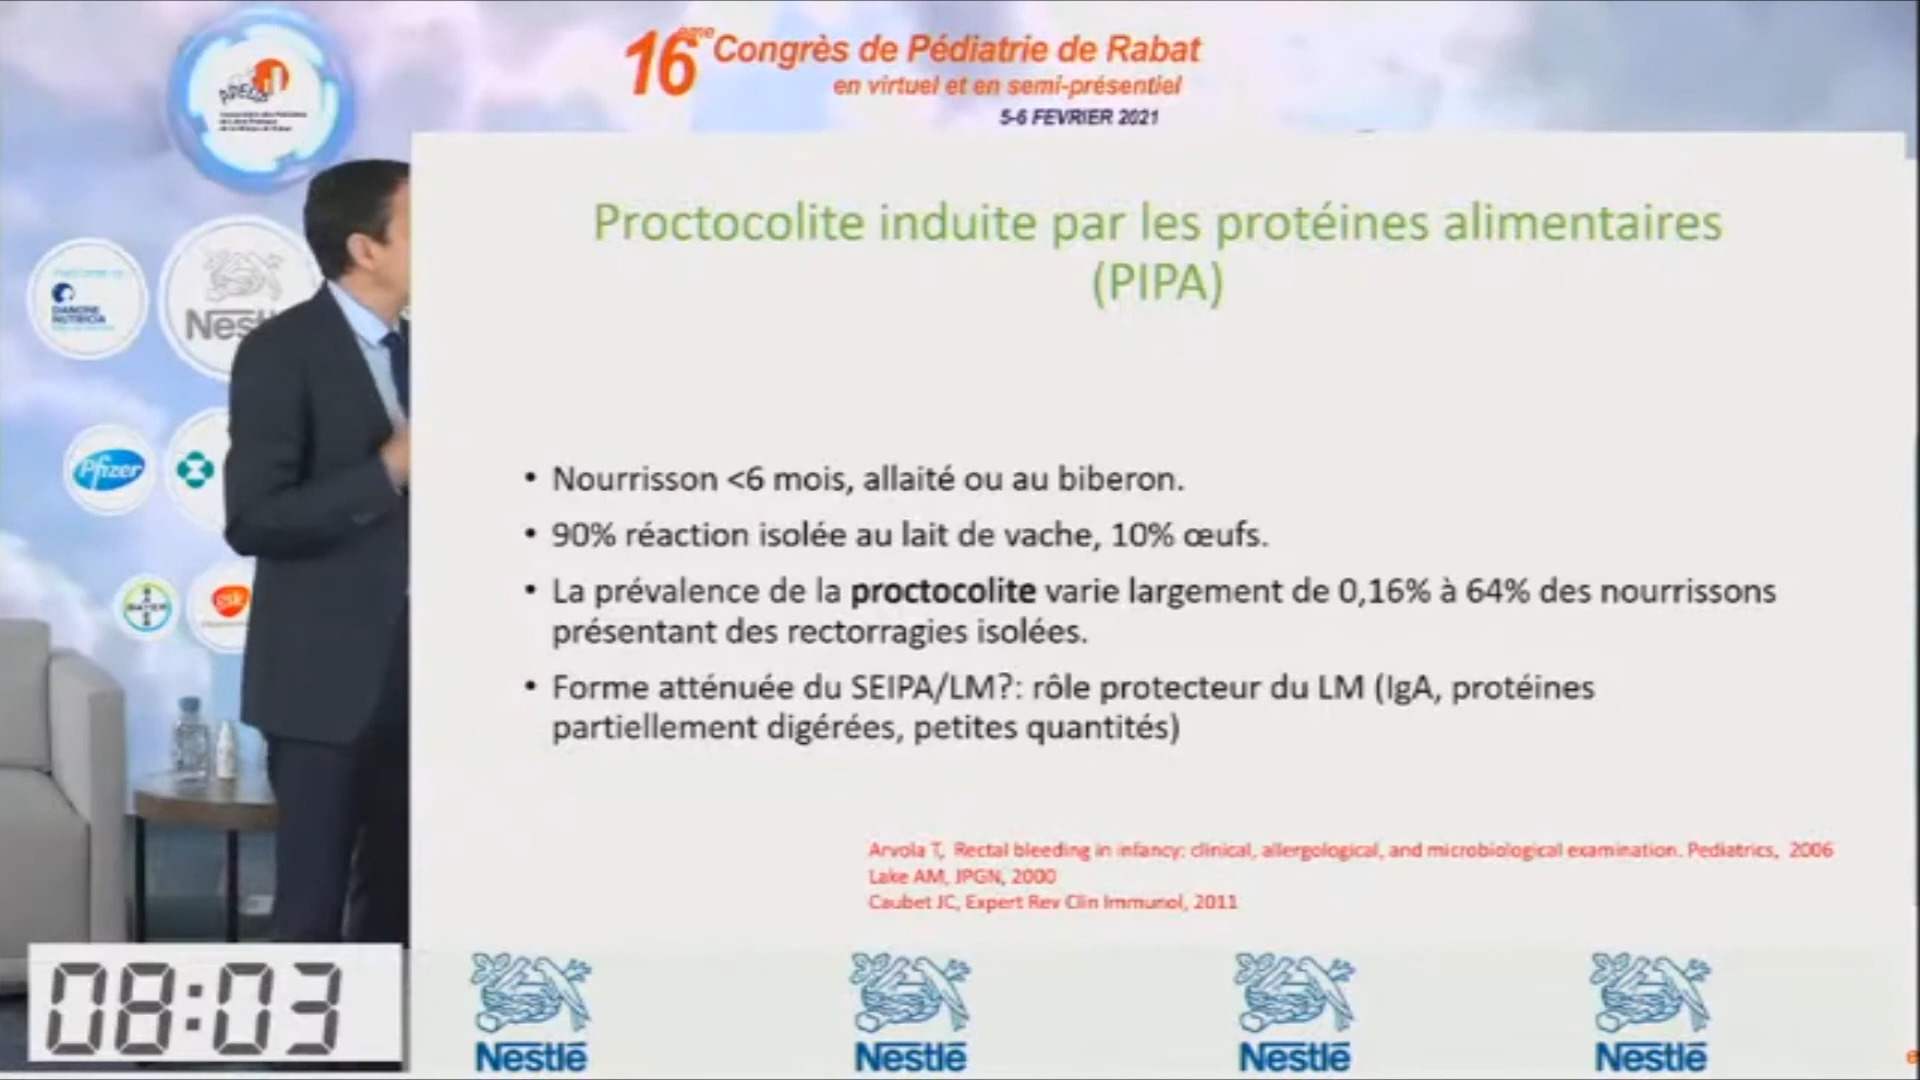 16ème Congrès de Pédiatrie de Rabat
en virtuel et en semi-présentiel
5-6 FEVRIER 2021
Proctocolite induite par les protéines alimentaires
(PIPA)
• Nourrisson <6 mois, allaité ou au biberon.
• 90% réaction isolée au lait de vache, 10% œufs.
• La prévalence de la proctocolite varie largement de 0,16% à 64% des nourrissons
présentant des rectorragies isolées.
• Forme atténuée du SEIPA/LM?: rôle protecteur du LM (IgA, protéines
partiellement digérées, petites quantités)
Arvola T, Rectal bleeding in infancy: clinical, allergological, and microbiological examination. Pediatrics, 2006
Lake AM, JPGN, 2000
Caubet JC, Expert Rev Clin Immunol, 2011
DANONE
NUTRICIA
Nest
Pfizer
BAYER
gsk
08:03
Nestlé
Nestlé
Nestlé
Nestlé